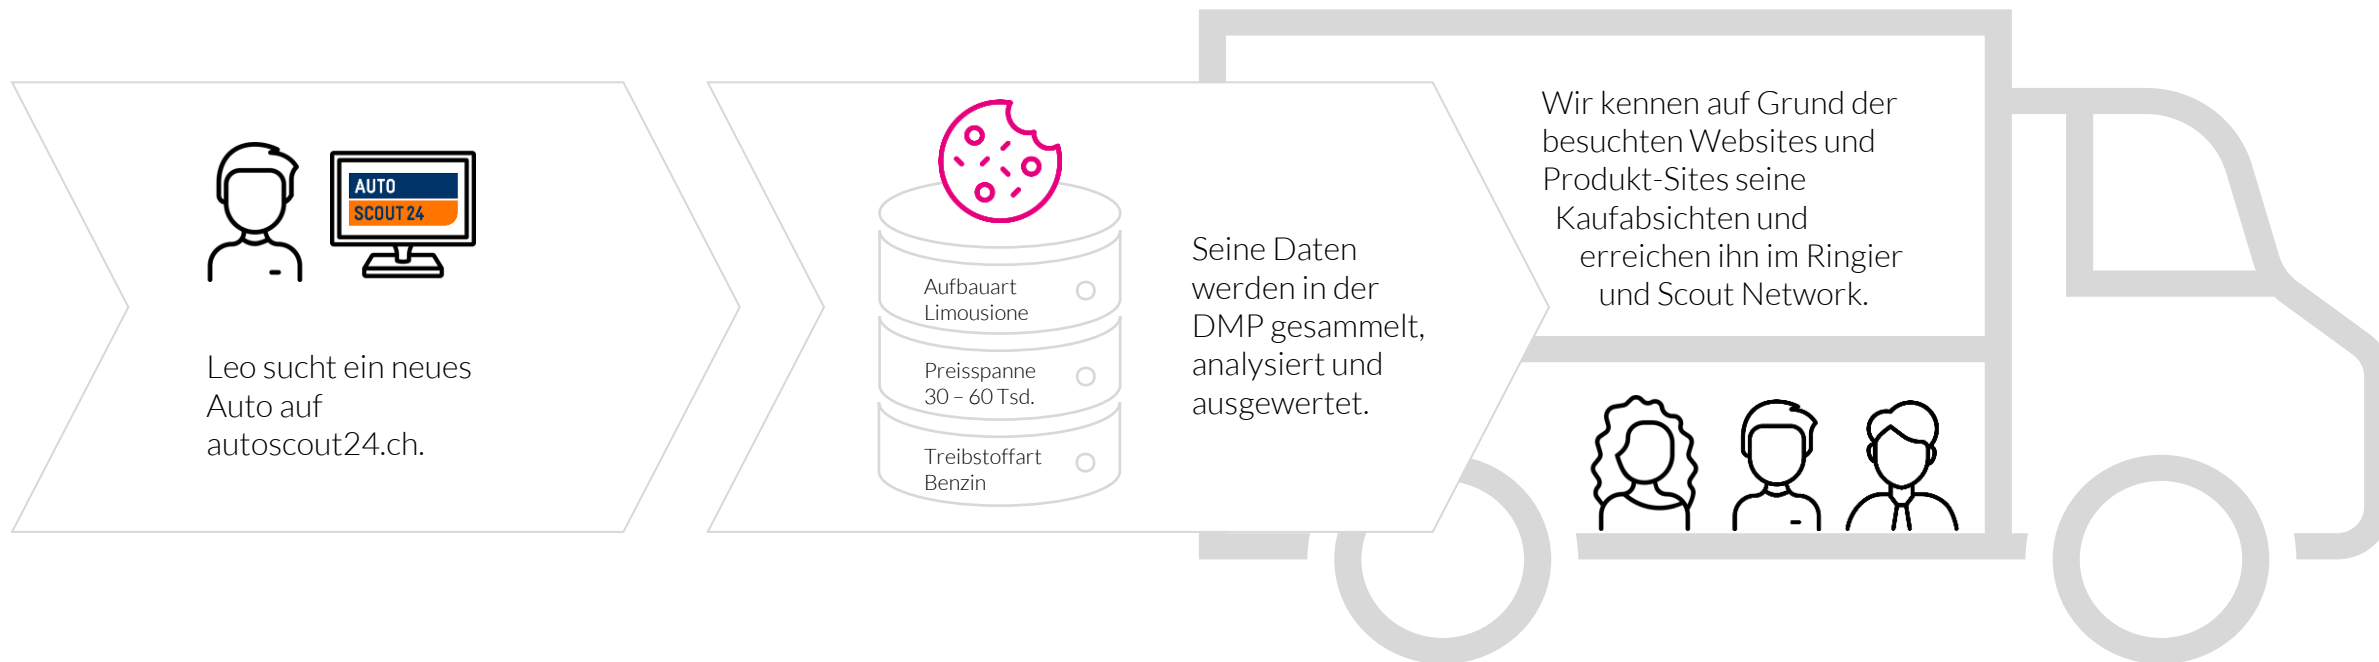 AUTO
SCOUT 24
Leo sucht ein neues
Auto auf
autoscout24.ch.
Aufbauart
Limousione
Preisspanne
30 – 60 Tsd.
Treibstoffart
Benzin
Seine Daten
werden in der
DMP gesammelt,
analysiert und
ausgewertet.
Wir kennen auf Grund der
besuchten Websites und
Produkt-Sites seine
Kaufabsichten und
erreichen ihn im Ringier
und Scout Network.